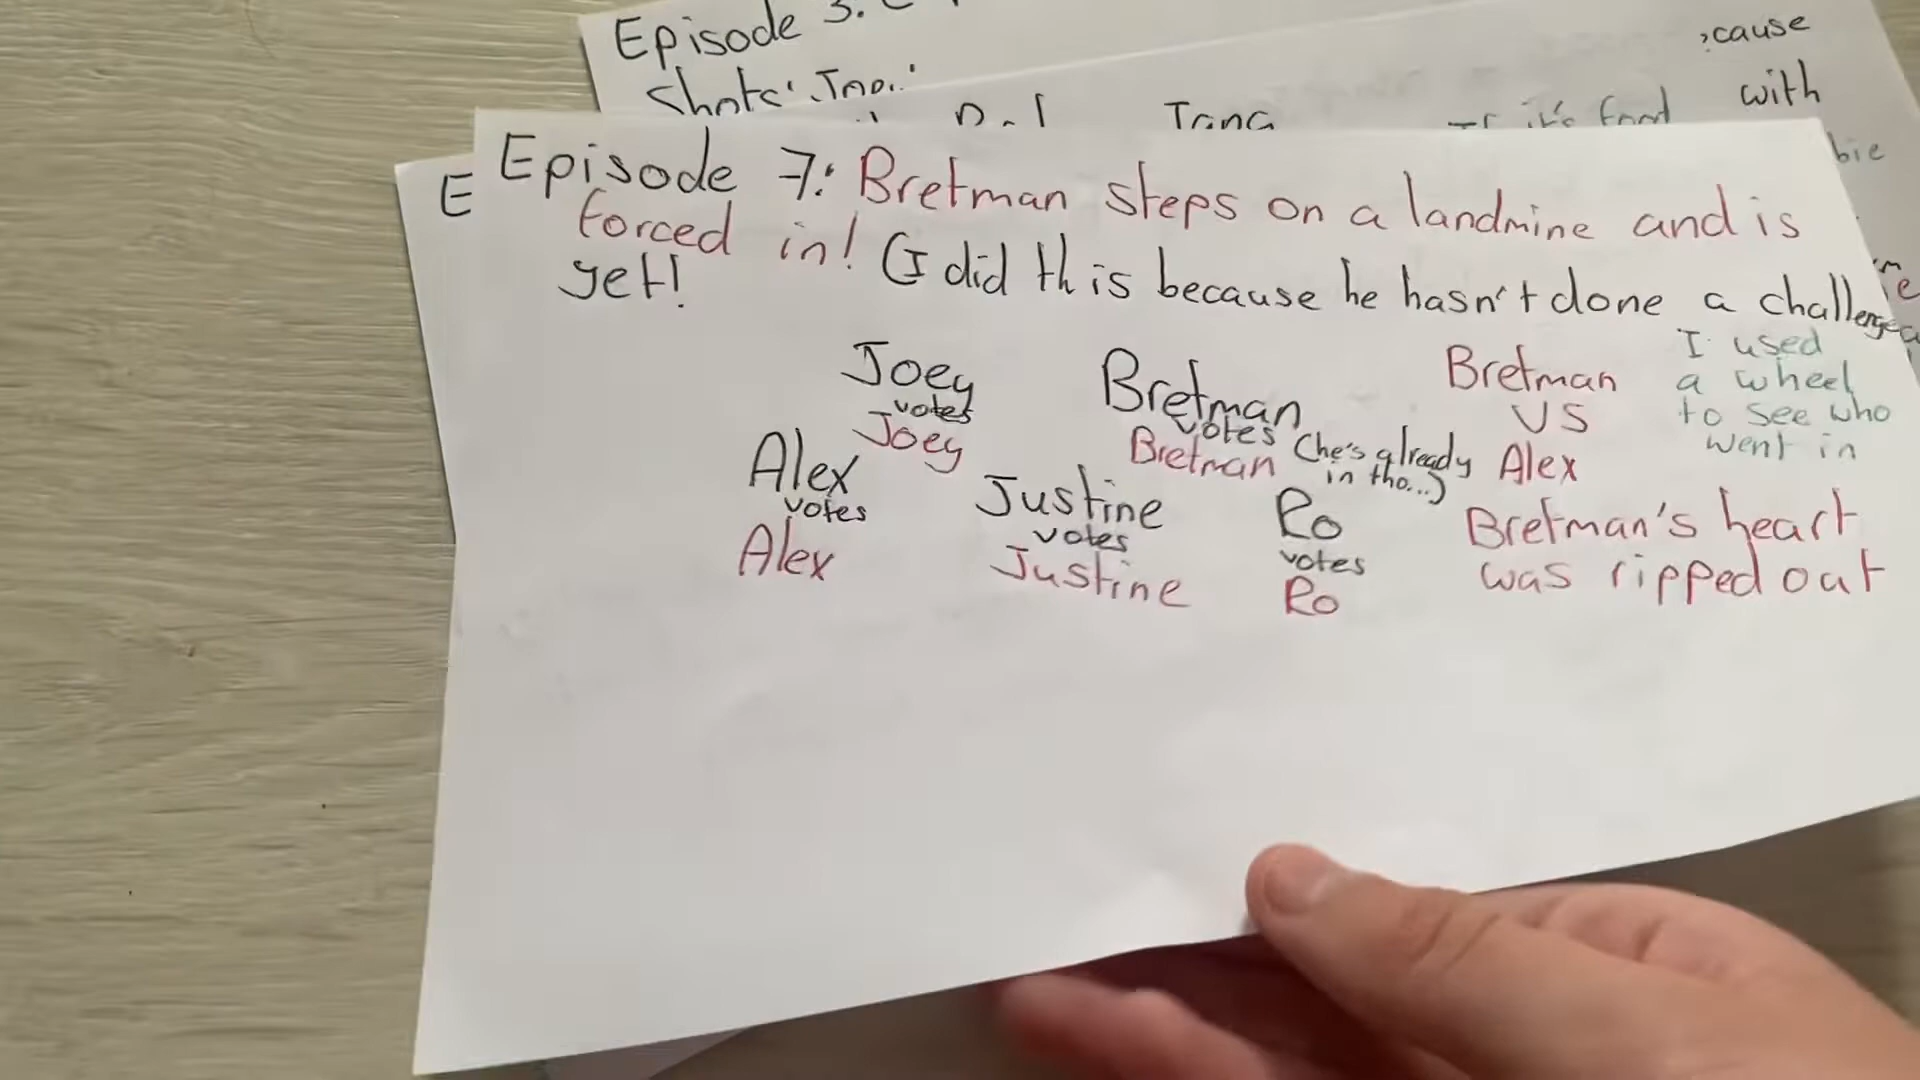 Episode 3:
cause
with
Episode 7: Bretman steps on a landmine and is
forced in! (I did this because he hasn't done a challenge
yet!
E
Joey
votes
Joey
Bretman
votes
Bretman (he's already
in tho...)
Bretman
VS
Alex
I used
a wheel
to see who
went in
Alex
votes
Alex
Justine
votes
Justine
Ro
votes
Ro
Bretman's heart
was ripped out